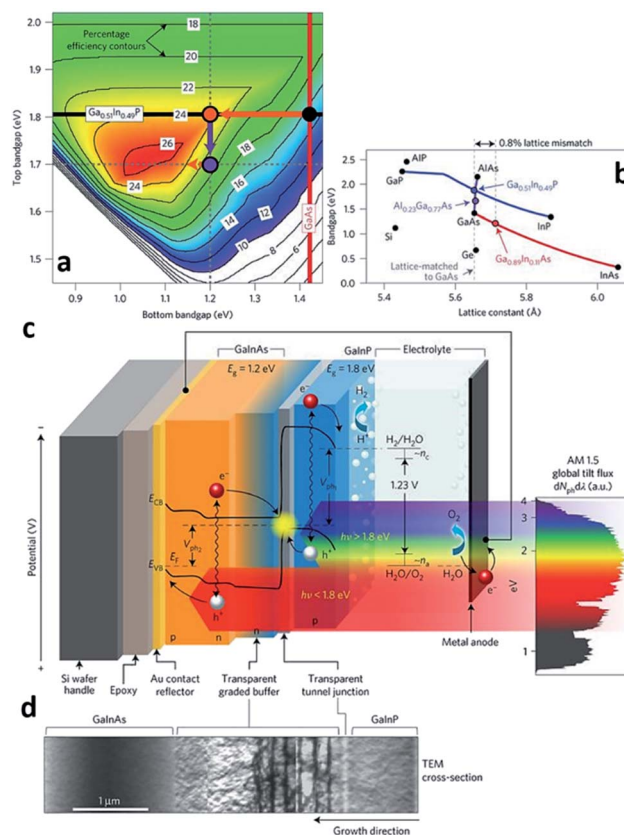 a
Percentage
efficiency contours
18
20
22
24
26
24
18
16
14
12
10
8
6
Ga0.51In0.49P
GaAs
2.0
1.9
1.8
1.7
1.6
1.5
Top bandgap (eV)
0.9
1.0
1.1
1.2
1.3
1.4
Bottom bandgap (eV)
b
0.8% lattice mismatch
2.5
2.0
1.5
1.0
0.5
0
Bandgap (eV)
AlP
GaP
AlAs
Ga0.51In0.49P
Al0.23Ga0.77As
GaAs
InP
Si
Ge
Ga0.89In0.11As
Lattice-matched
to GaAs
InAs
5.4
5.6
5.8
6.0
Lattice constant (Å)
c
GaInAs
GaInP
Electrolyte
Eg = 1.2 eV
Eg = 1.8 eV
e−
H2
H+
H2/H2O
~nc
1.23 V
Vph1
e−
ECB
Vph2
EF
EVB
h+
h+
hν > 1.8 eV
hν < 1.8 eV
O2
~na
H2O/O2
H2O
e−
p
n
n
p
−
Potential (V)
+
AM 1.5
global tilt flux
dNph/dλ (a.u.)
4
3
2
1
eV
Si wafer
handle
Epoxy
Au contact
reflector
Transparent
graded buffer
Transparent
tunnel junction
Metal anode
d
GaInAs
GaInP
1 μm
TEM
cross-section
Growth direction